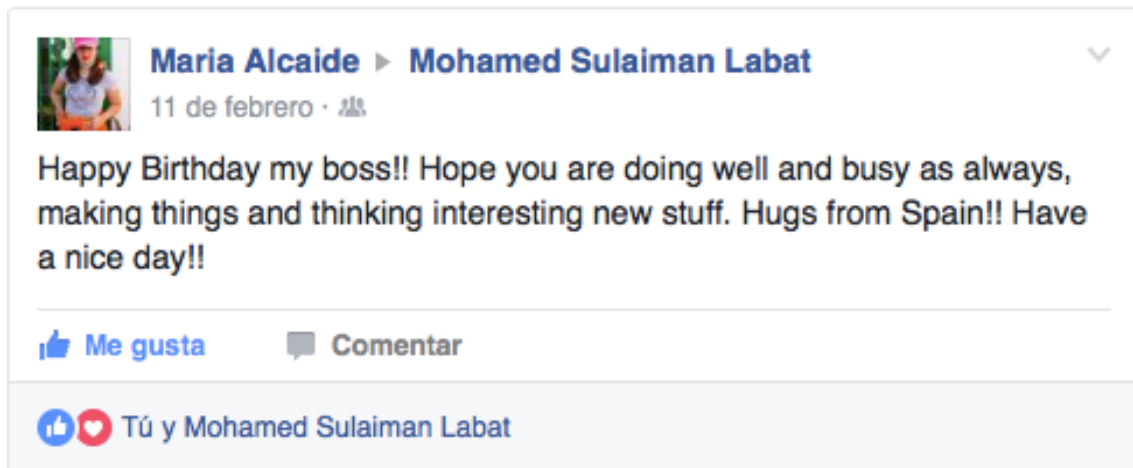 Maria Alcaide ▸ Mohamed Sulaiman Labat
11 de febrero ·
Happy Birthday my boss!! Hope you are doing well and busy as always,
making things and thinking interesting new stuff. Hugs from Spain!! Have
a nice day!!
Me gusta Comentar
Tú y Mohamed Sulaiman Labat